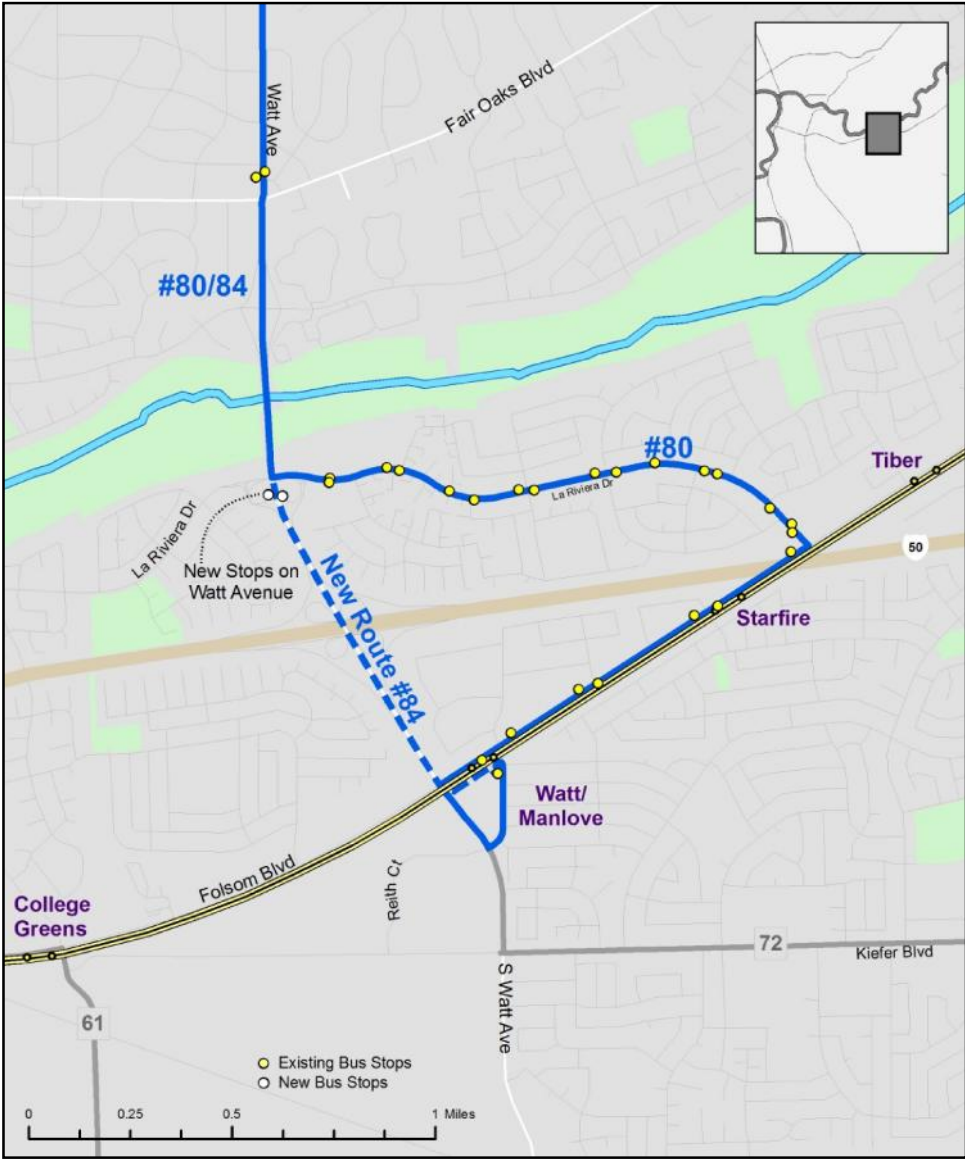 Watt Ave
Fair Oaks Blvd
#80/84
#80
Tiber
La Riviera Dr
50
La Riviera Dr
New Stops on
Watt Avenue
New Route #84
Starfire
Watt/
Manlove
Folsom Blvd
Reith Ct
College
Greens
72
Kiefer Blvd
S Watt Ave
61
Existing Bus Stops
New Bus Stops
0 0.25 0.5 1 Miles